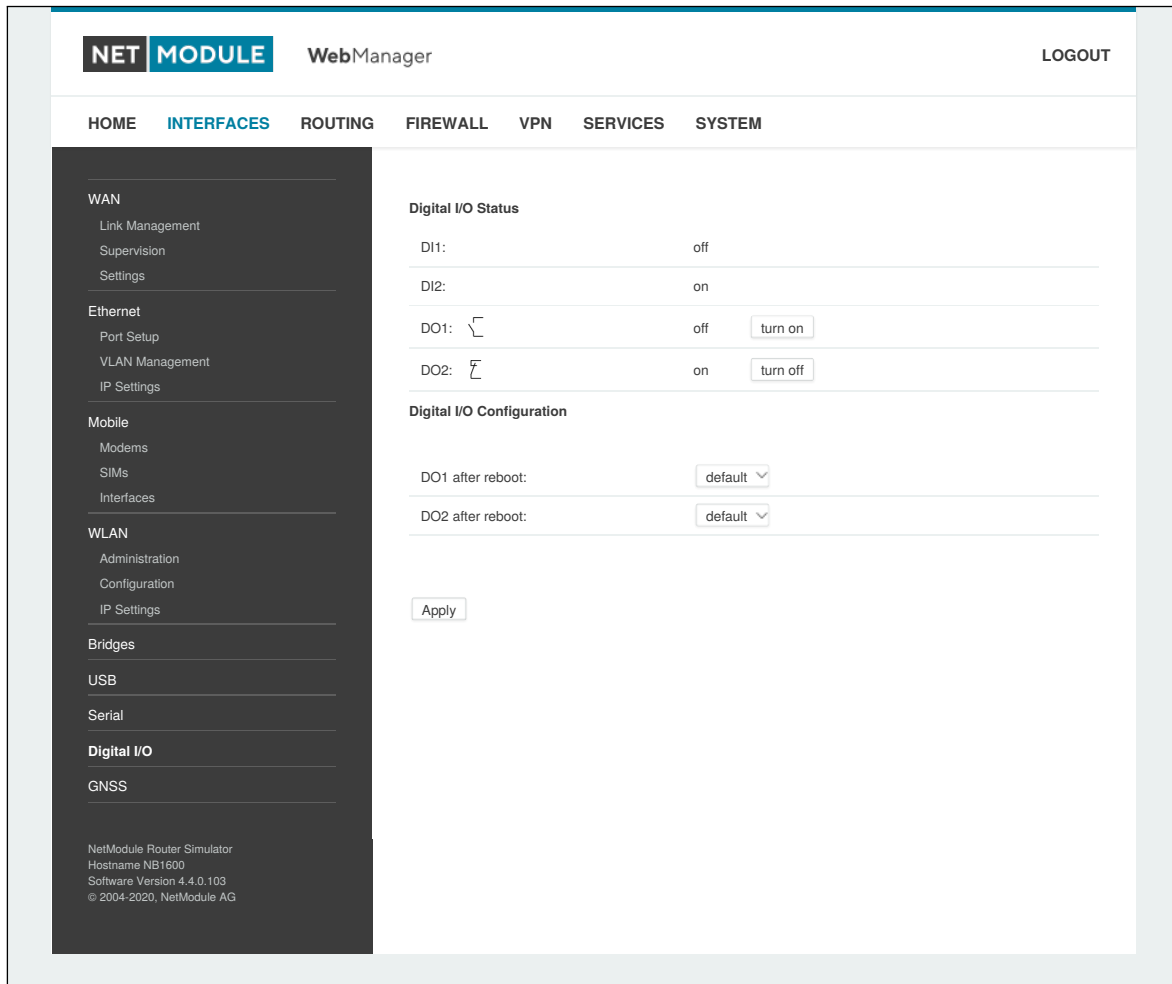 NET MODULE WebManager LOGOUT
HOME INTERFACES ROUTING FIREWALL VPN SERVICES SYSTEM
WAN
Link Management
Supervision
Settings
Ethernet
Port Setup
VLAN Management
IP Settings
Mobile
Modems
SIMs
Interfaces
WLAN
Administration
Configuration
IP Settings
Bridges
USB
Serial
Digital I/O
GNSS
NetModule Router Simulator
Hostname NB1600
Software Version 4.4.0.103
© 2004-2020, NetModule AG
Digital I/O Status
DI1: off
DI2: on
DO1: off turn on
DO2: on turn off
Digital I/O Configuration
DO1 after reboot: default
DO2 after reboot: default
Apply